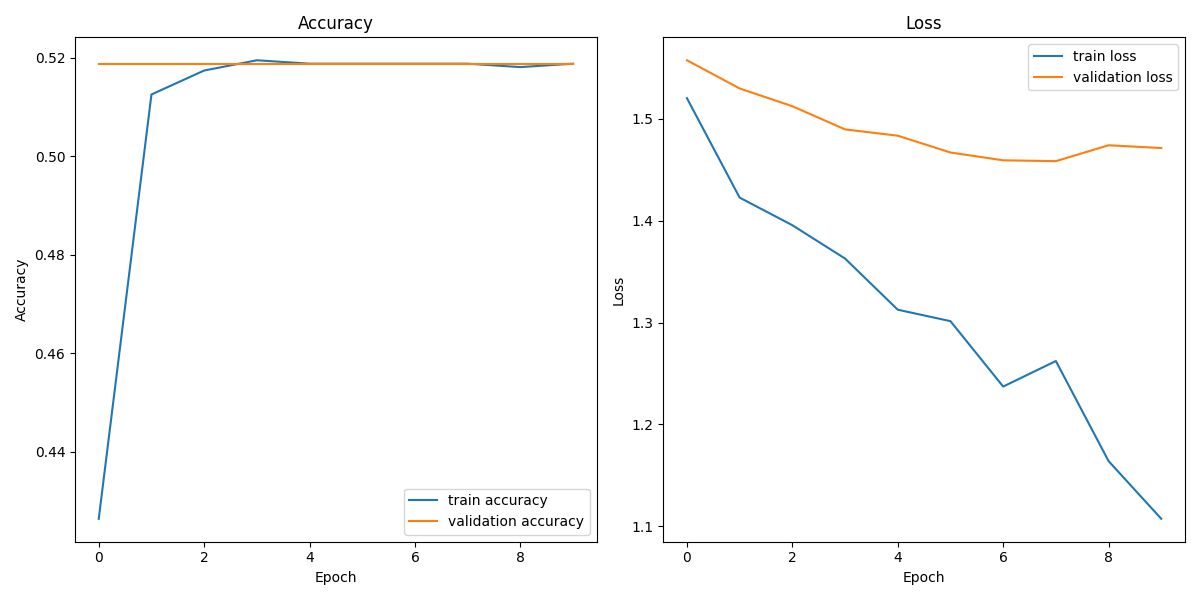 Accuracy
0.52
0.50
0.48
0.46
0.44
Accuracy
train accuracy
validation accuracy
0 2 4 6 8
Epoch
Loss
train loss
validation loss
1.5
1.4
1.3
1.2
1.1
Loss
0 2 4 6 8
Epoch